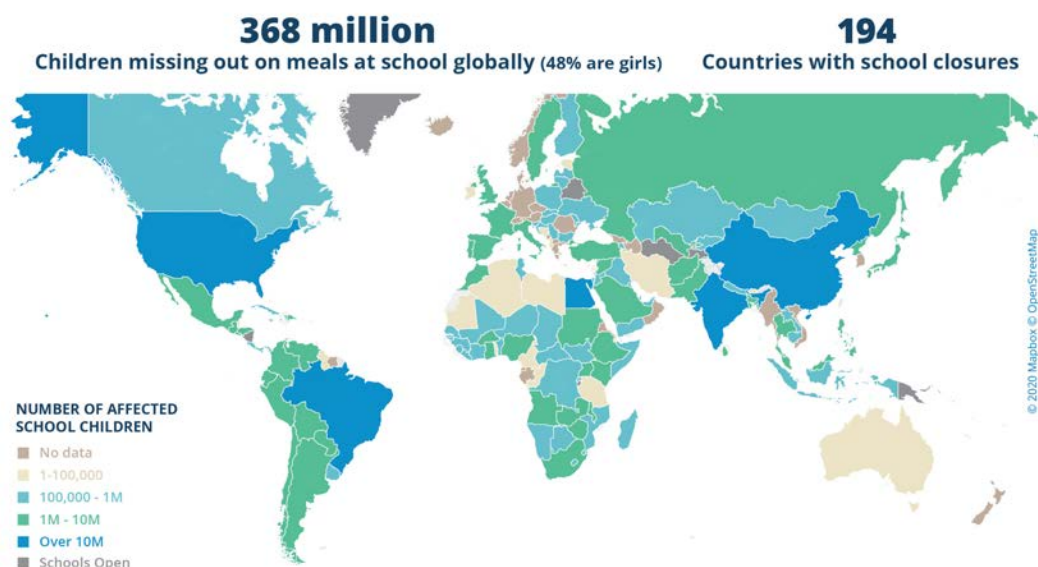 368 million
Children missing out on meals at school globally (48% are girls)
194
Countries with school closures
NUMBER OF AFFECTED
SCHOOL CHILDREN
No data
1-100,000
100,000 - 1M
1M - 10M
Over 10M
Schools Open
© 2020 Mapbox © OpenStreetMap